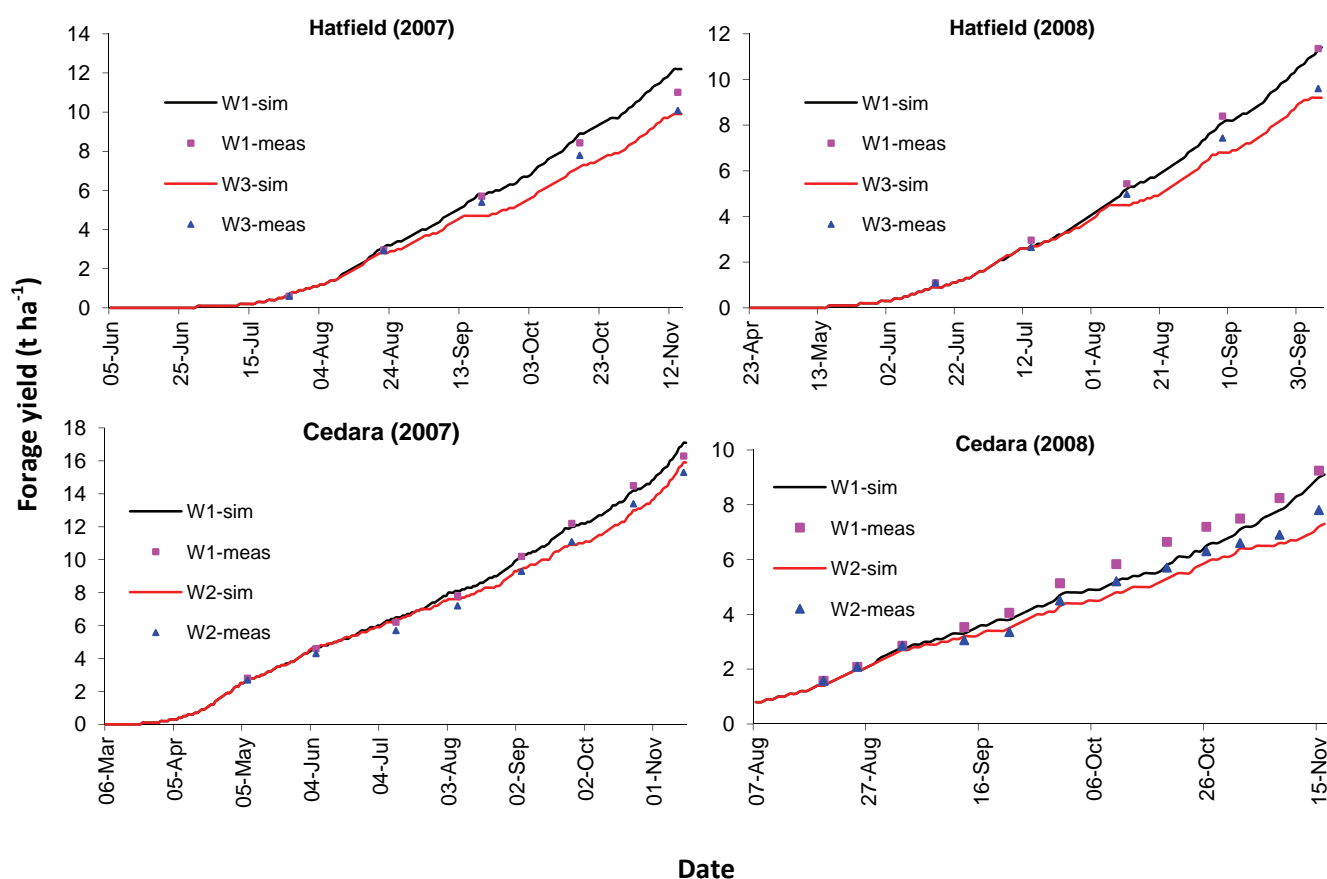 Hatfield (2007)
14
12
10
8
6
4
2
0
W1-sim
W1-meas
W3-sim
W3-meas
05-Jun
25-Jun
15-Jul
04-Aug
24-Aug
13-Sep
03-Oct
23-Oct
12-Nov
Hatfield (2008)
12
10
8
6
4
2
0
W1-sim
W1-meas
W3-sim
W3-meas
23-Apr
13-May
02-Jun
22-Jun
12-Jul
01-Aug
21-Aug
10-Sep
30-Sep
Forage yield (t ha⁻¹)
Cedara (2007)
18
16
14
12
10
8
6
4
2
0
W1-sim
W1-meas
W2-sim
W2-meas
06-Mar
05-Apr
05-May
04-Jun
04-Jul
03-Aug
02-Sep
02-Oct
01-Nov
Cedara (2008)
10
8
6
4
2
0
W1-sim
W1-meas
W2-sim
W2-meas
07-Aug
27-Aug
16-Sep
06-Oct
26-Oct
15-Nov
Date